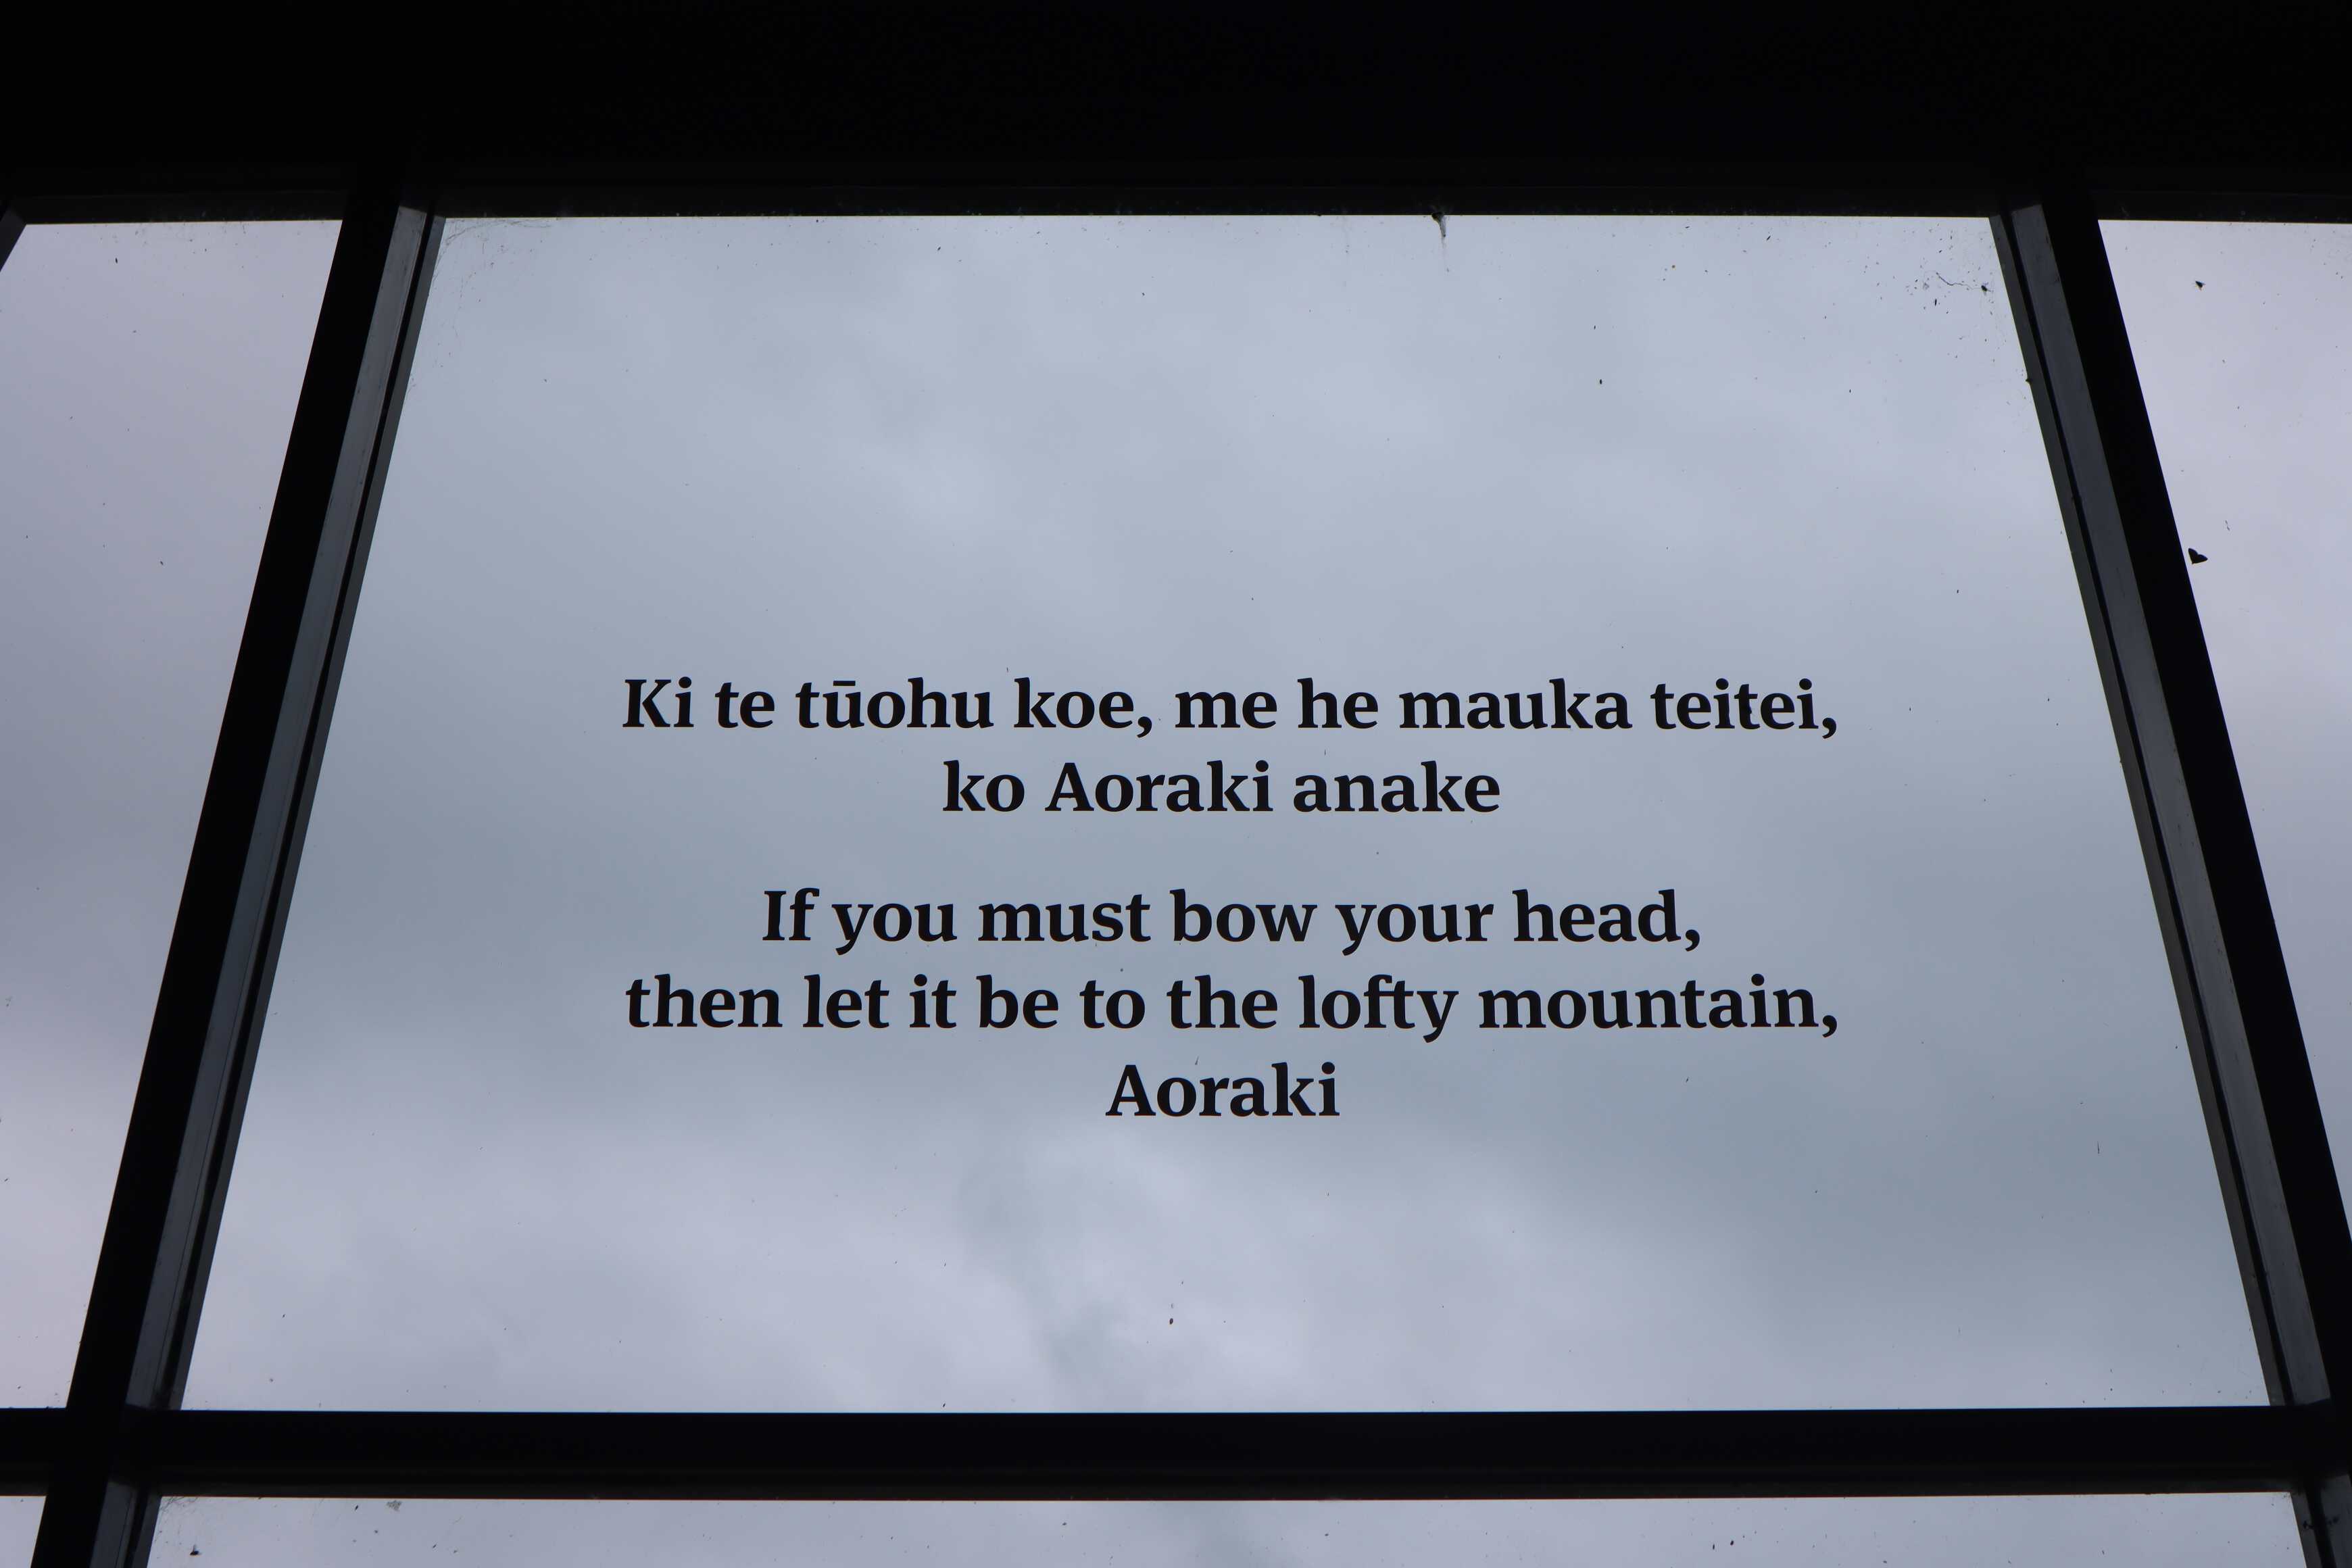 Ki te tūohu koe, me he mauka teitei,
ko Aoraki anake
If you must bow your head,
then let it be to the lofty mountain,
Aoraki